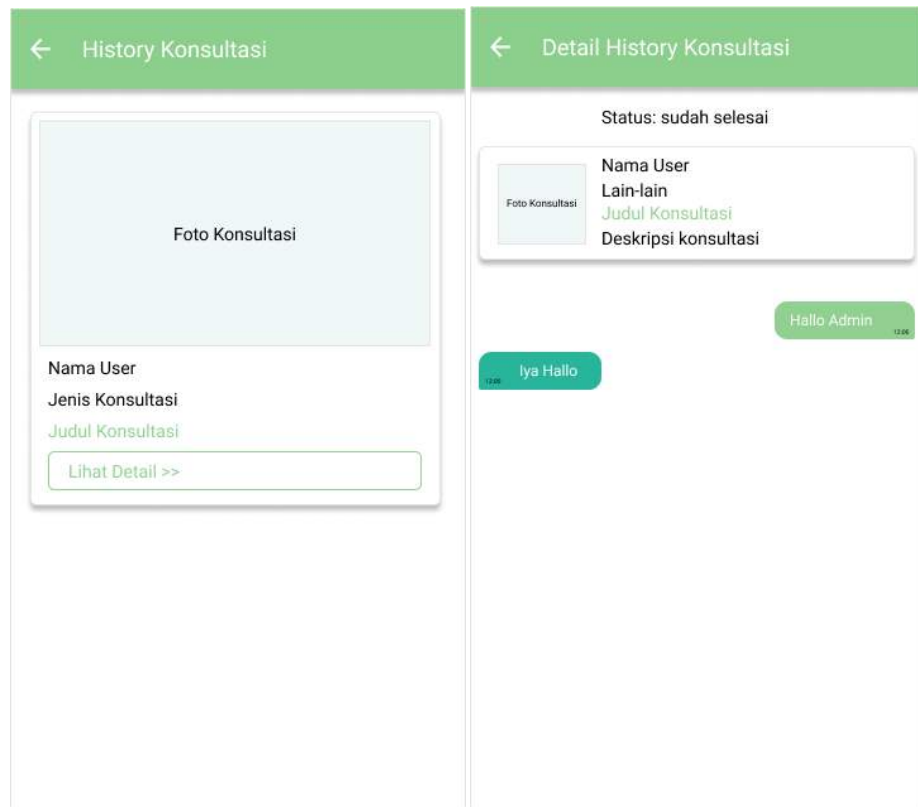 History Konsultasi
Foto Konsultasi
Nama User
Jenis Konsultasi
Judul Konsultasi
Lihat Detail >>
Detail History Konsultasi
Status: sudah selesai
Foto Konsultasi
Nama User
Lain-lain
Judul Konsultasi
Deskripsi konsultasi
Hallo Admin
Iya Hallo